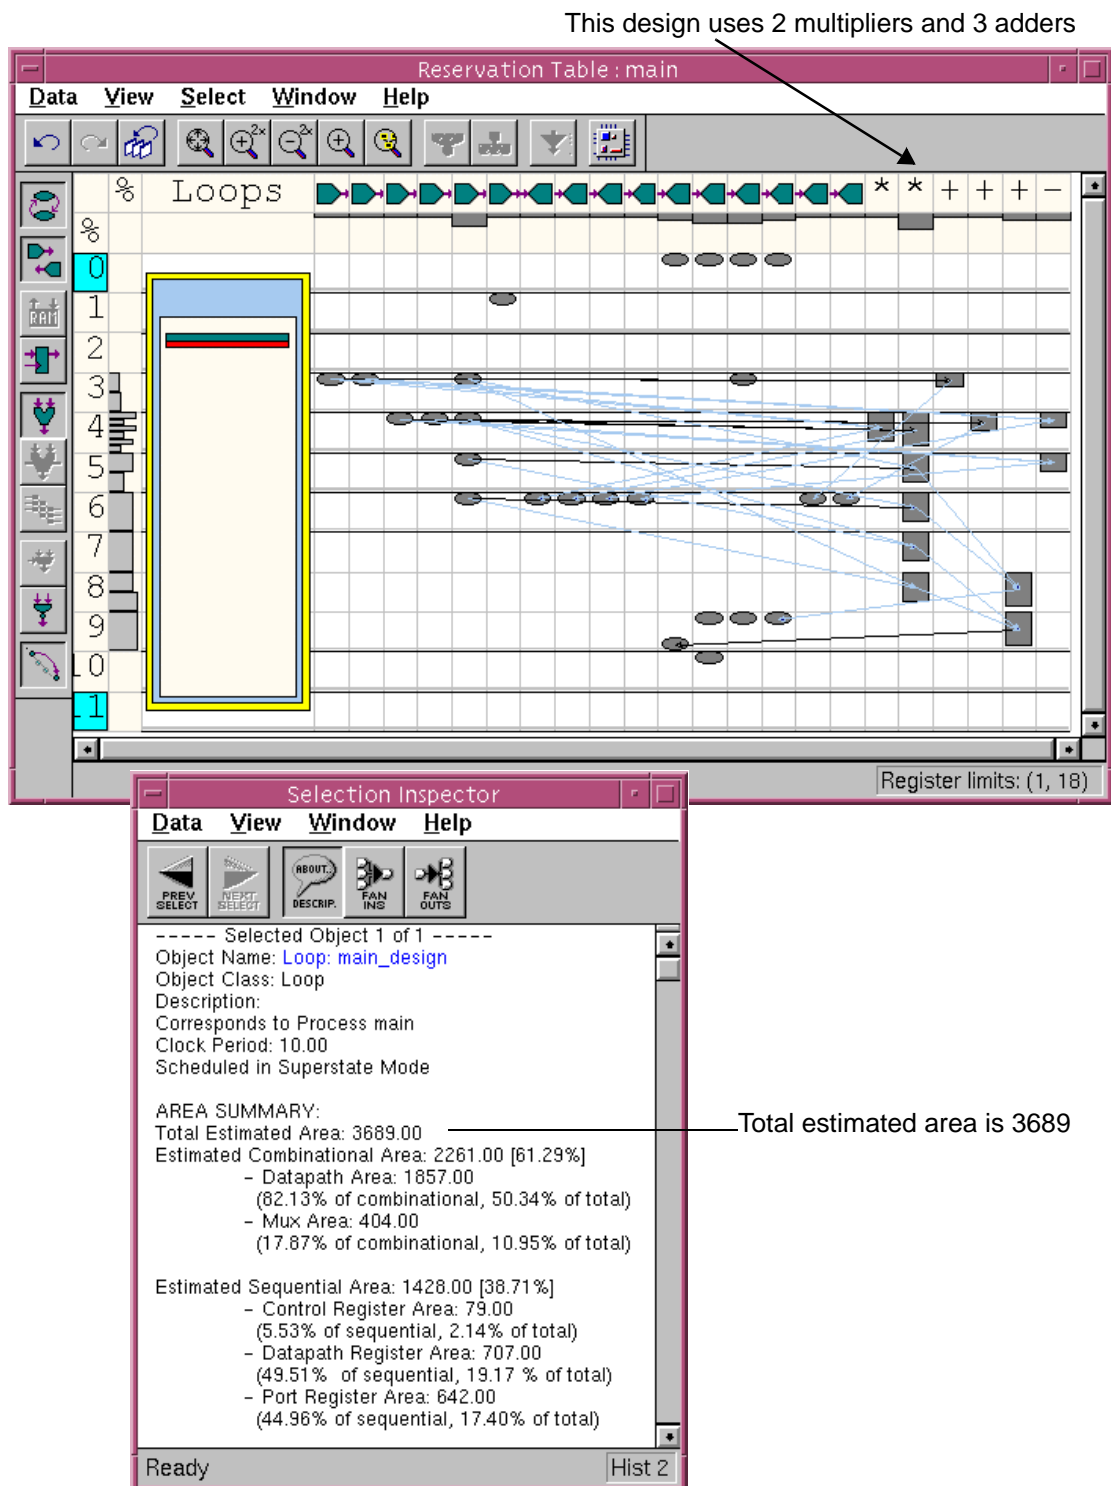 This design uses 2 multipliers and 3 adders
Reservation Table : main
Data View Select Window Help
2x 2x
RAM
% Loops * * + + + −
%
0
1
2
3
4
5
6
7
8
9
10
11
Register limits: (1, 18)
Selection Inspector
Data View Window Help
PREV SELECT
NEXT SELECT
ABOUT.. DESCRIP.
FAN INS
FAN OUTS
----- Selected Object 1 of 1 -----
Object Name: Loop: main_design
Object Class: Loop
Description:
Corresponds to Process main
Clock Period: 10.00
Scheduled in Superstate Mode
AREA SUMMARY:
Total Estimated Area: 3689.00
Total estimated area is 3689
Estimated Combinational Area: 2261.00 [61.29%]
– Datapath Area: 1857.00
(82.13% of combinational, 50.34% of total)
– Mux Area: 404.00
(17.87% of combinational, 10.95% of total)
Estimated Sequential Area: 1428.00 [38.71%]
– Control Register Area: 79.00
(5.53% of sequential, 2.14% of total)
– Datapath Register Area: 707.00
(49.51% of sequential, 19.17 % of total)
– Port Register Area: 642.00
(44.96% of sequential, 17.40% of total)
Ready
Hist 2